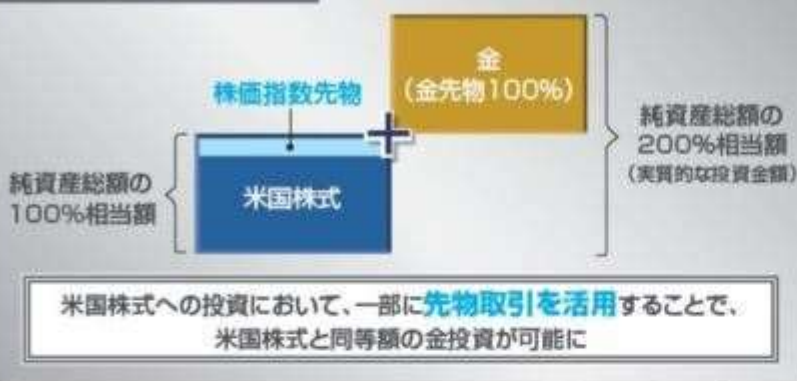 金
（金先物100%）
株価指数先物
純資産総額の
200%相当額
（実質的な投資金額）
純資産総額の
100%相当額
米国株式
米国株式への投資において、一部に先物取引を活用することで、
米国株式と同等額の金投資が可能に